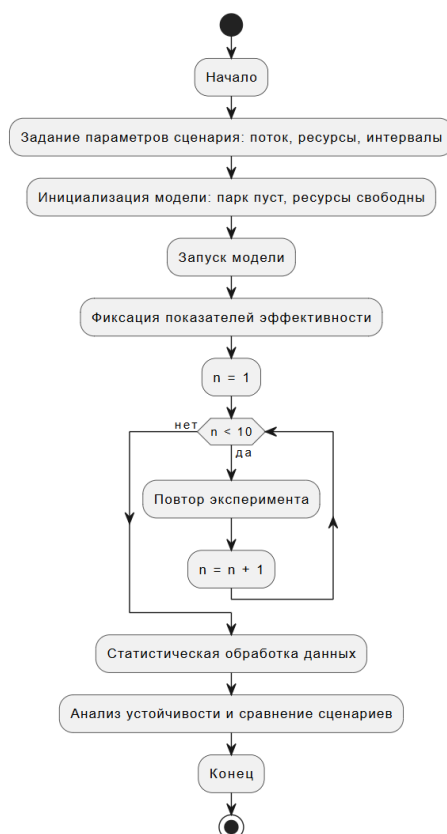 Начало
Задание параметров сценария: поток, ресурсы, интервалы
Инициализация модели: парк пуст, ресурсы свободны
Запуск модели
Фиксация показателей эффективности
n = 1
нет
n < 10
да
Повтор эксперимента
n = n + 1
Статистическая обработка данных
Анализ устойчивости и сравнение сценариев
Конец